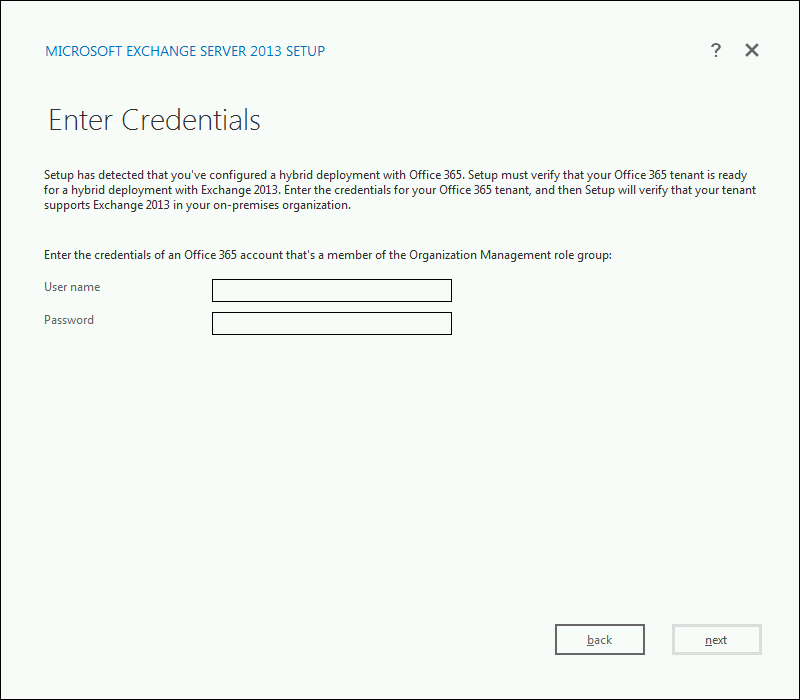 MICROSOFT EXCHANGE SERVER 2013 SETUP
?
Enter Credentials
Setup has detected that you've configured a hybrid deployment with Office 365. Setup must verify that your Office 365 tenant is ready
for a hybrid deployment with Exchange 2013. Enter the credentials for your Office 365 tenant, and then Setup will verify that your tenant
supports Exchange 2013 in your on-premises organization.
Enter the credentials of an Office 365 account that's a member of the Organization Management role group:
User name
Password
back next